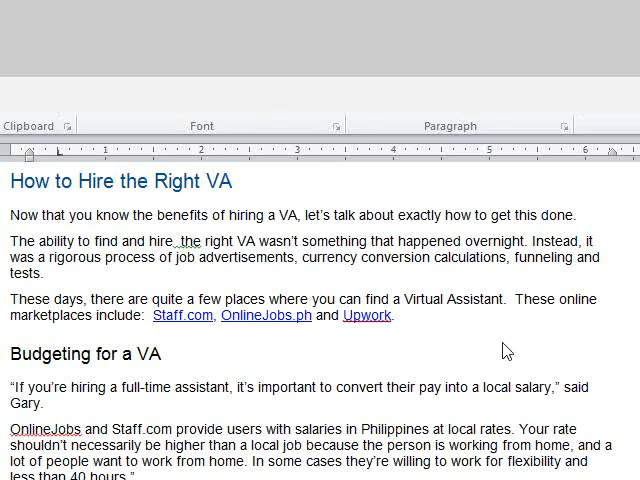 Clipboard Font Paragraph
1 2 3 4 5 6
How to Hire the Right VA
Now that you know the benefits of hiring a VA, let’s talk about exactly how to get this done.
The ability to find and hire  the right VA wasn’t something that happened overnight. Instead, it
was a rigorous process of job advertisements, currency conversion calculations, funneling and
tests.
These days, there are quite a few places where you can find a Virtual Assistant.  These online
marketplaces include:  Staff.com, OnlineJobs.ph and Upwork.
Budgeting for a VA
“If you’re hiring a full-time assistant, it’s important to convert their pay into a local salary,” said
Gary.
OnlineJobs and Staff.com provide users with salaries in Philippines at local rates. Your rate
shouldn’t necessarily be higher than a local job because the person is working from home, and a
lot of people want to work from home. In some cases they’re willing to work for flexibility and
less than 40 hours.”